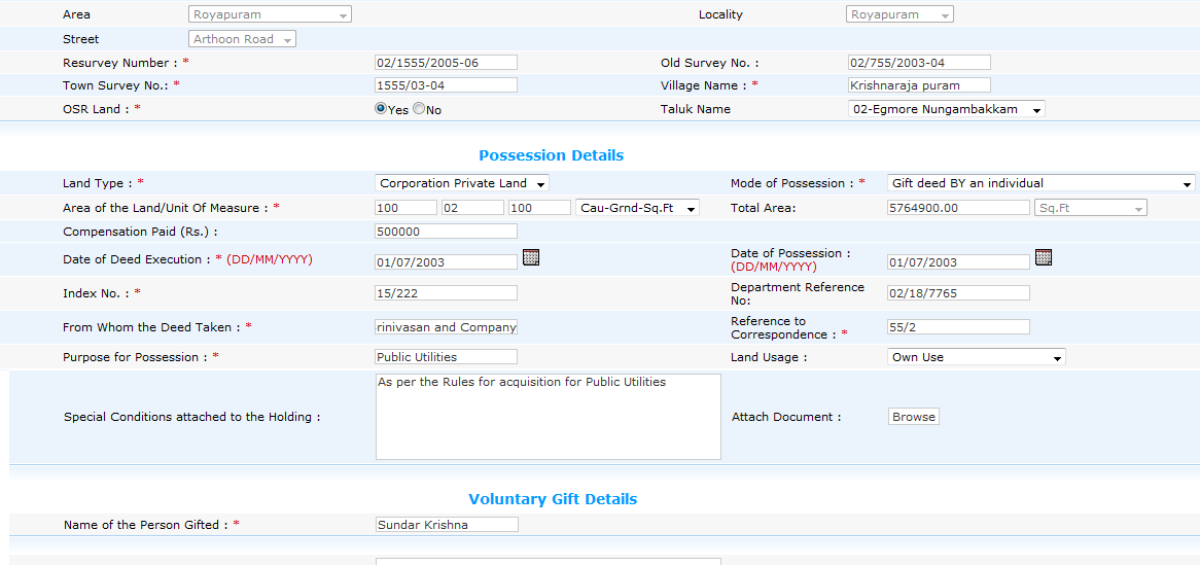 Area Royapuram Locality Royapuram
Street Arthoon Road
Resurvey Number : * 02/1555/2005-06 Old Survey No. : 02/755/2003-04
Town Survey No.: * 1555/03-04 Village Name : * Krishnaraja puram
OSR Land : * Yes No Taluk Name 02-Egmore Nungambakkam
Possession Details
Land Type : * Corporation Private Land Mode of Possession : * Gift deed BY an individual
Area of the Land/Unit Of Measure : * 100 02 100 Cau-Grnd-Sq.Ft Total Area: 5764900.00 Sq.Ft
Compensation Paid (Rs.) : 500000
Date of Deed Execution : * (DD/MM/YYYY) 01/07/2003 Date of Possession :
(DD/MM/YYYY) 01/07/2003
Index No. : * 15/222 Department Reference
No: 02/18/7765
From Whom the Deed Taken : * rinivasan and Company Reference to
Correspondence : * 55/2
Purpose for Possession : * Public Utilities Land Usage : Own Use
As per the Rules for acquisition for Public Utilities
Special Conditions attached to the Holding : Attach Document : Browse
Voluntary Gift Details
Name of the Person Gifted : * Sundar Krishna